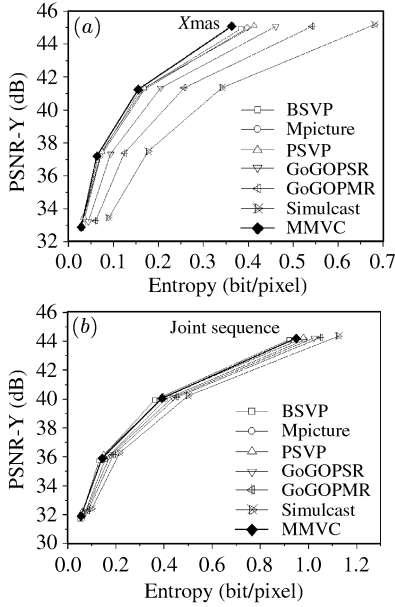 (a)
Xmas
PSNR-Y (dB)
46
44
42
40
38
36
34
32
BSVP
Mpicture
PSVP
GoGOPSR
GoGOPMR
Simulcast
MMVC
0.0 0.1 0.2 0.3 0.4 0.5 0.6 0.7
Entropy (bit/pixel)
(b)
Joint sequence
PSNR-Y (dB)
46
44
42
40
38
36
34
32
30
BSVP
Mpicture
PSVP
GoGOPSR
GoGOPMR
Simulcast
MMVC
0.0 0.2 0.4 0.6 0.8 1.0 1.2
Entropy (bit/pixel)